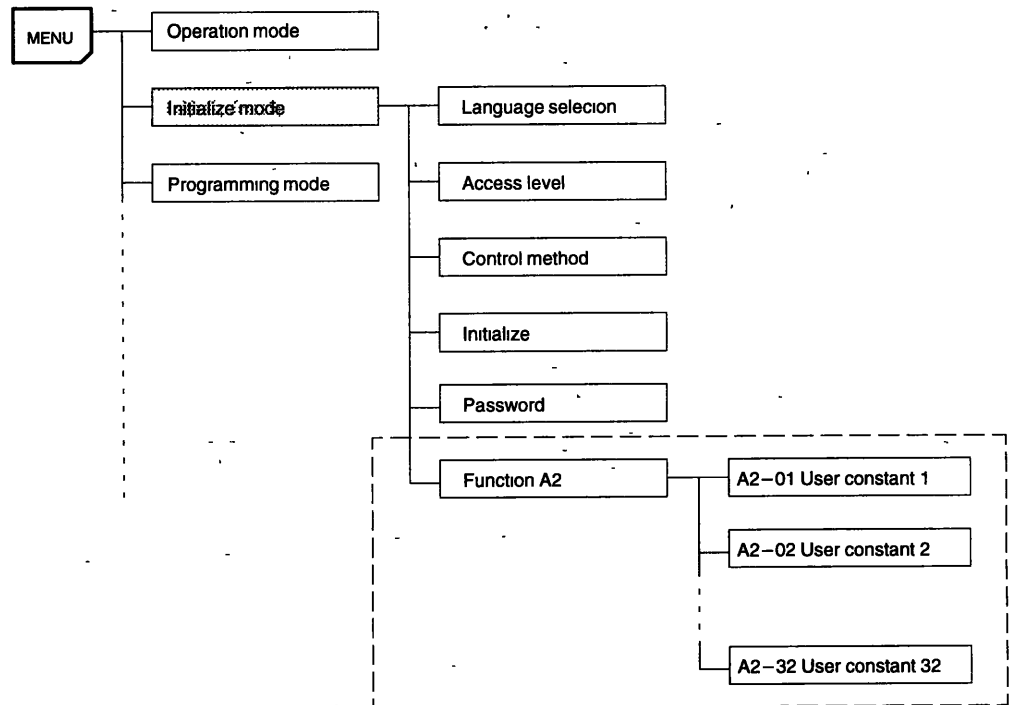 MENU
Operation mode
Initialize mode
Language selecion
Access level
Programming mode
Control method
Initialize
Password
Function A2
A2-01 User constant 1
A2-02 User constant 2
A2-32 User constant 32